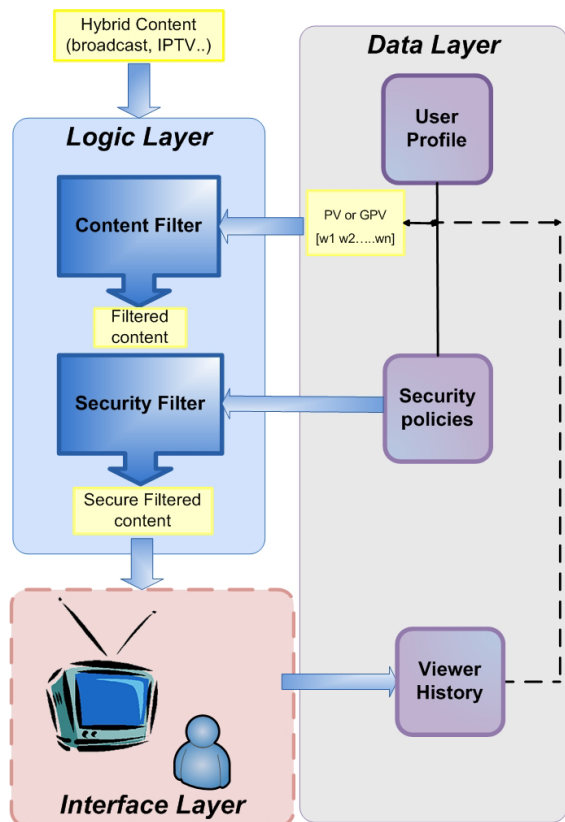 Hybrid Content
(broadcast, IPTV..)
Data Layer
Logic Layer
User
Profile
Content Filter
PV or GPV
[w1 w2.....wn]
Filtered
content
Security Filter
Security
policies
Secure Filtered
content
Viewer
History
Interface Layer